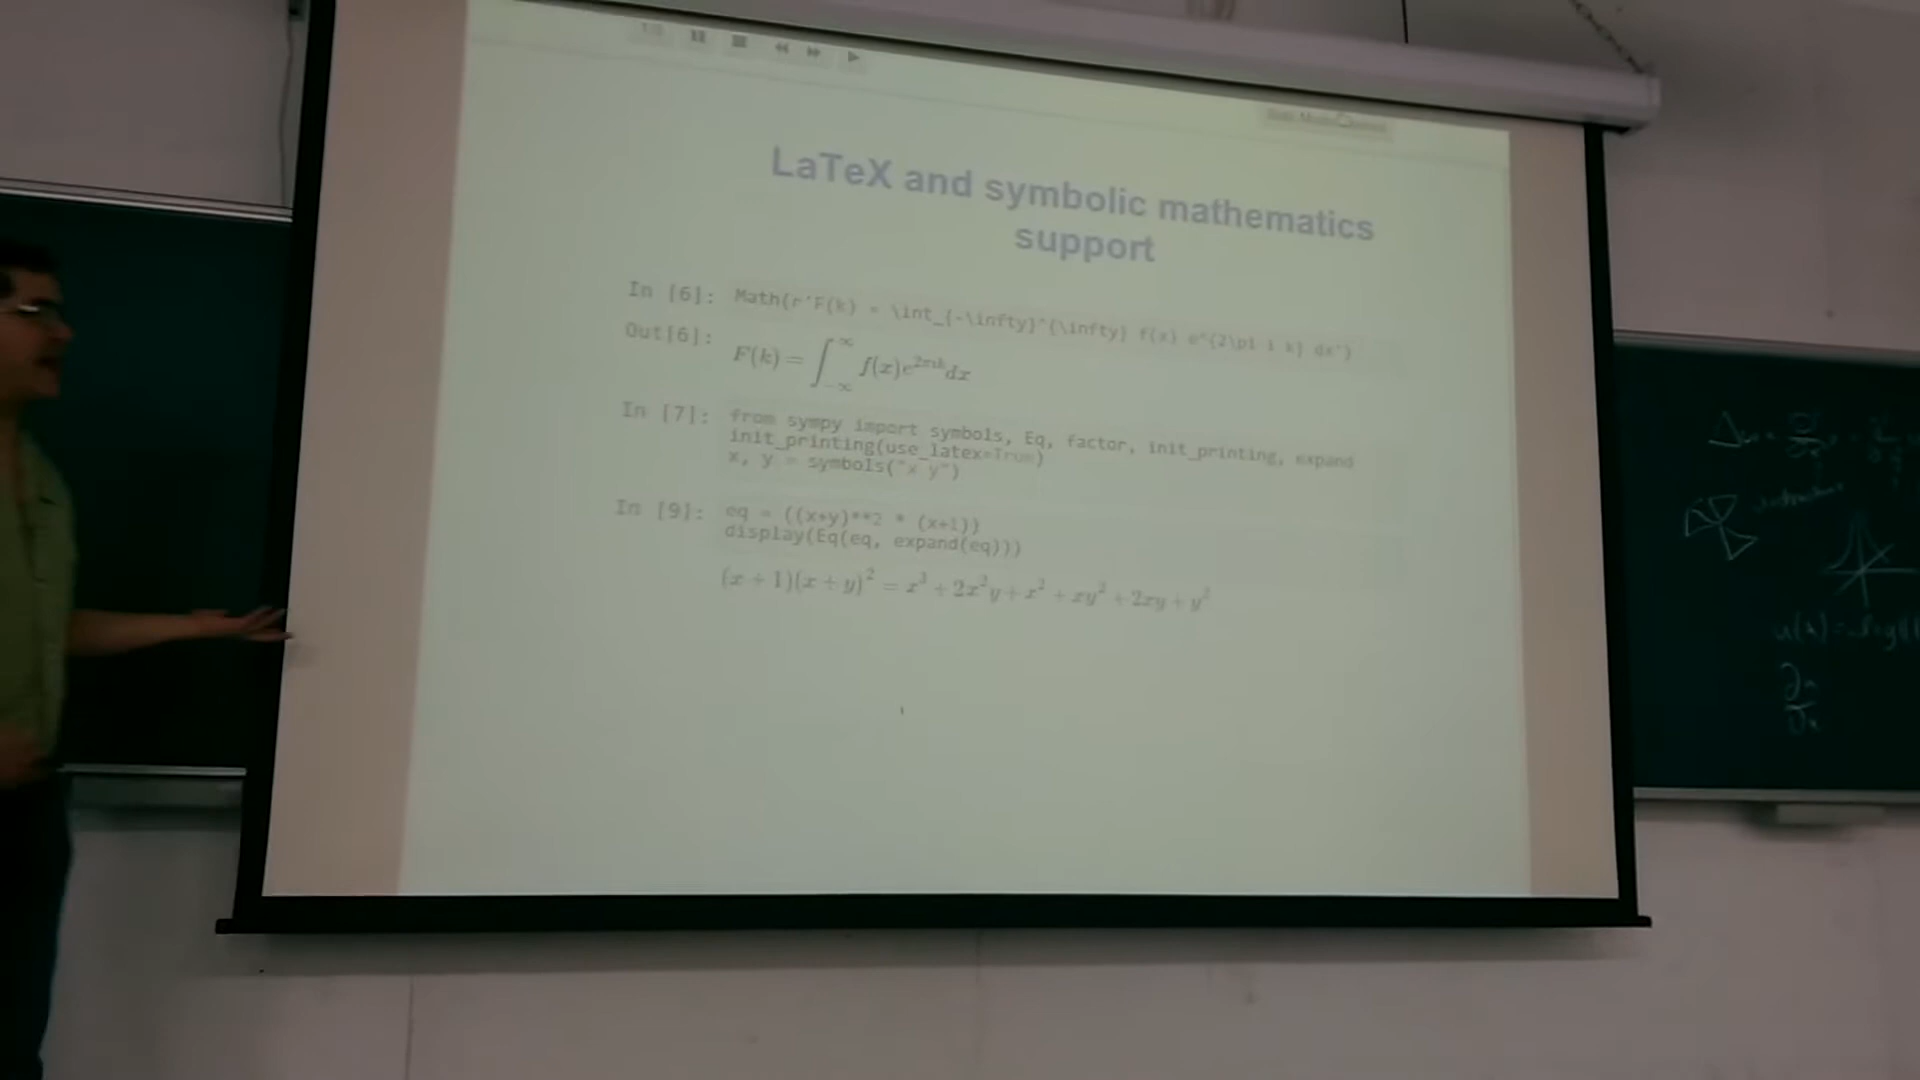 LaTeX and symbolic mathematics
support
In [6]: Math(r'F(k) = \int_{-\infty}^{\infty} f(x) e^{2\pi i k} dx')
Out[6]: F(k) = ∫_{-∞}^{∞} f(x)e^{2πik}dx
In [7]: from sympy import symbols, Eq, factor, init_printing, expand
init_printing(use_latex=True)
x, y = symbols("x y")
In [9]: eq = ((x+y)**2 * (x+1))
display(Eq(eq, expand(eq)))
(x + 1)(x + y)² = x³ + 2x²y + x² + xy² + 2xy + y²